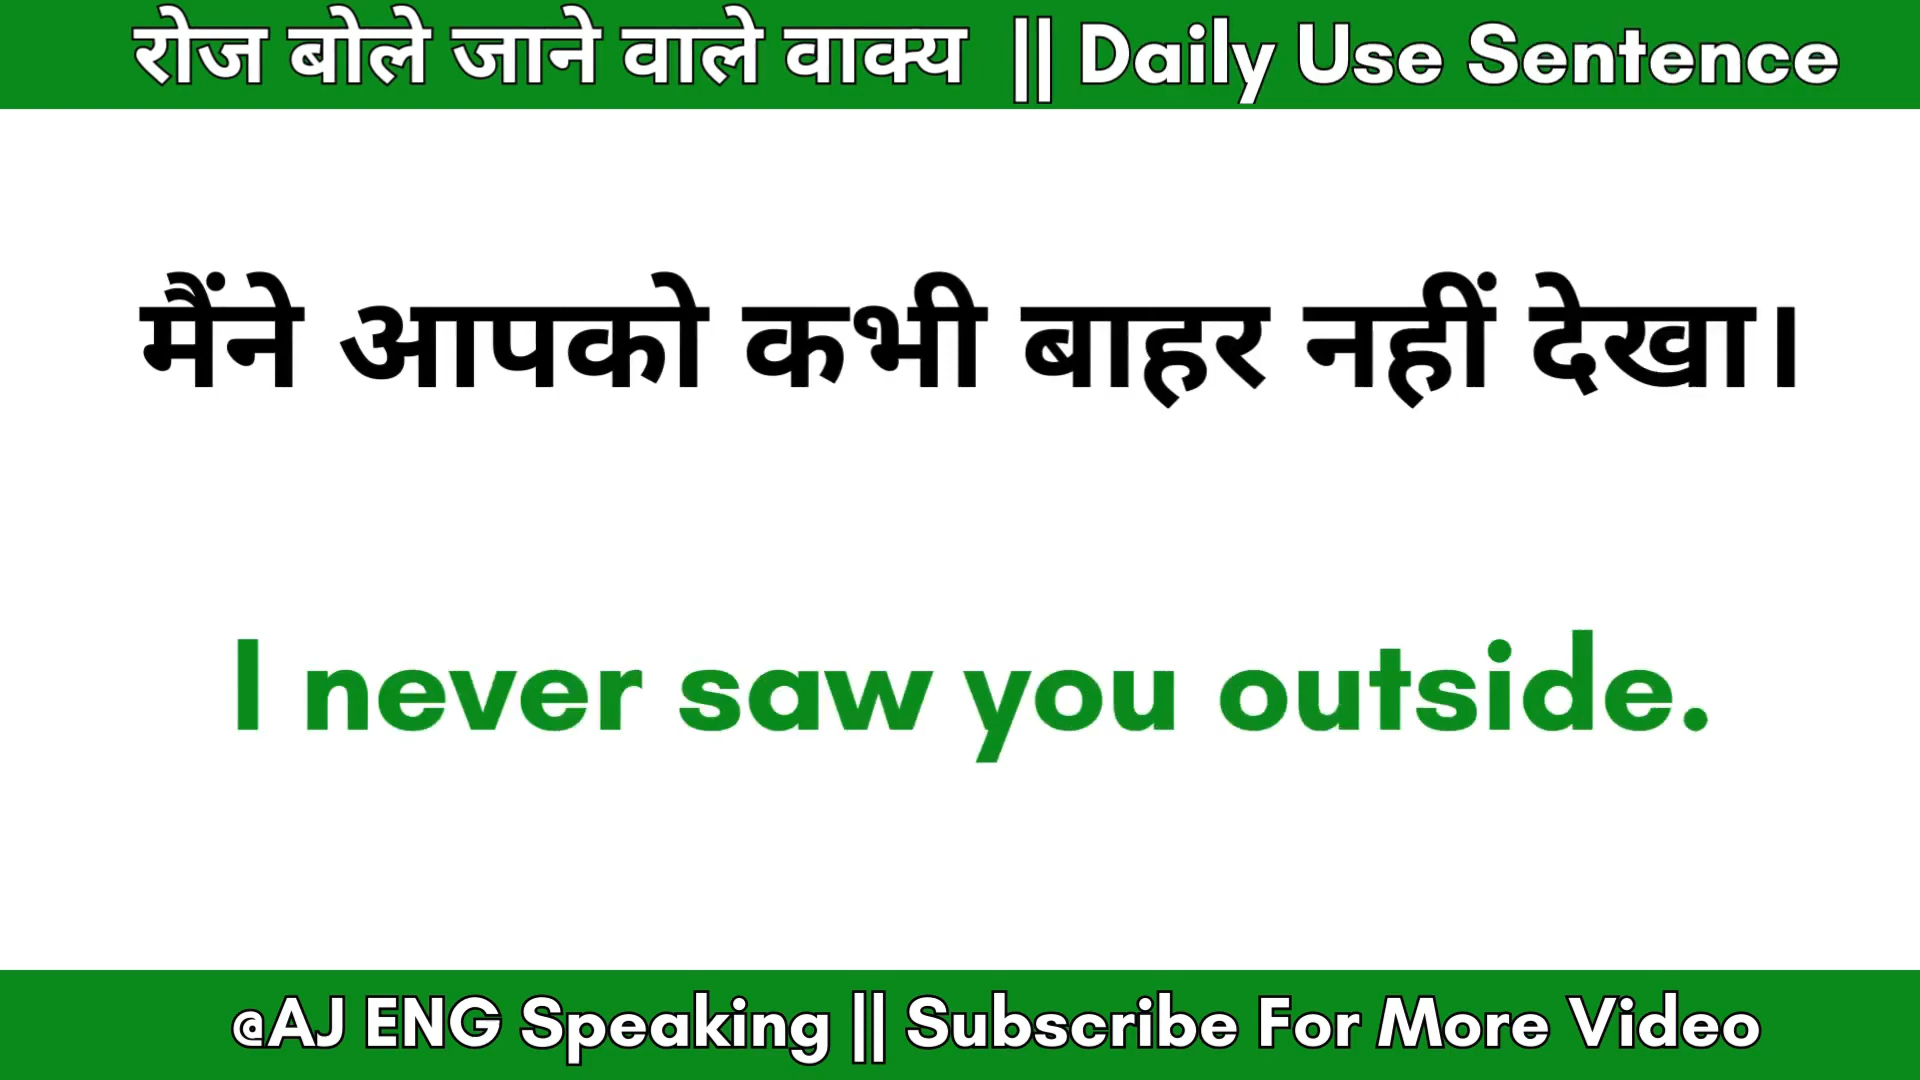 रोज बोले जाने वाले वाक्य || Daily Use Sentence
मैंने आपको कभी बाहर नहीं देखा।
I never saw you outside.
@AJ ENG Speaking || Subscribe For More Video